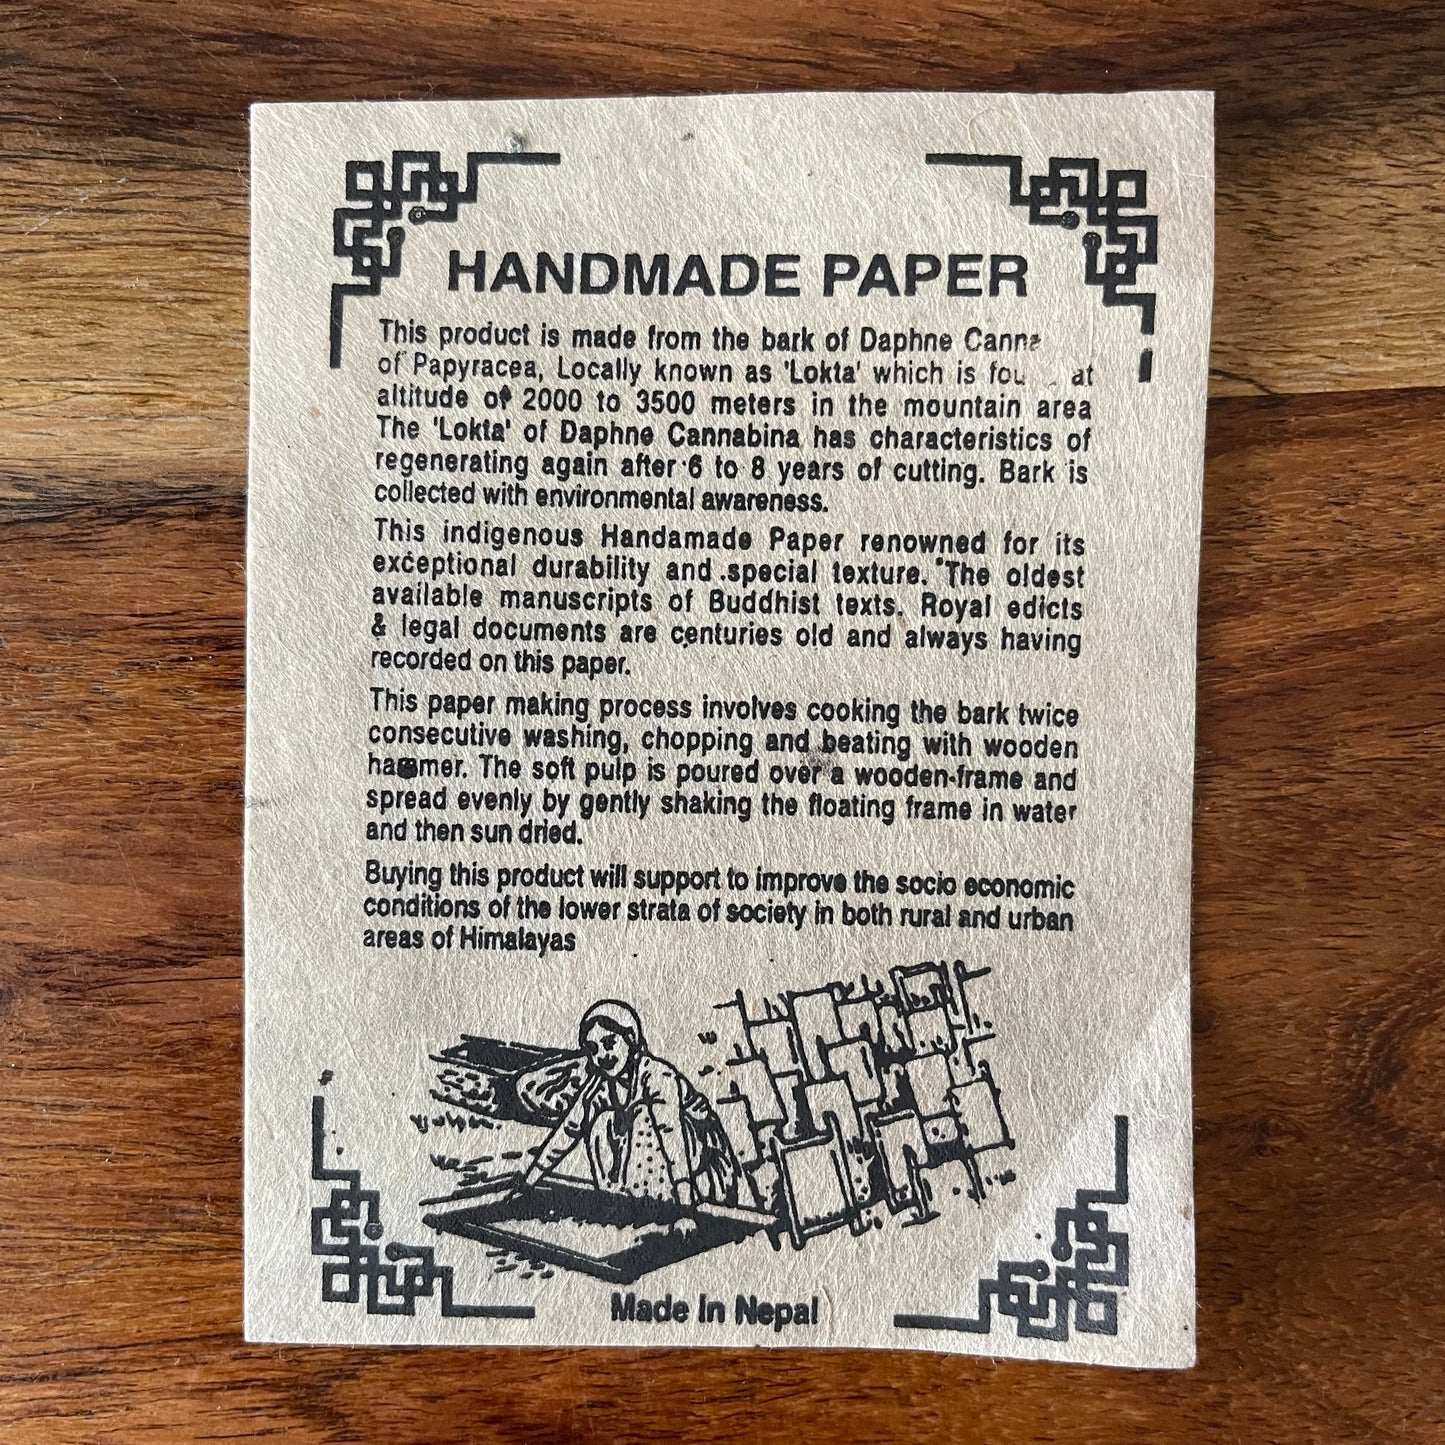 HANDMADE PAPER
This product is made from the bark of Daphne
of Papyracea, Locally known as 'Lokta' which is at
altitude of 2000 to 3500 meters in the mountain area
The 'Lokta' of Daphne Cannabina has characteristics of
regenerating again after 6 to 8 years of cutting. Bark is
collected with environmental awareness.
This indigenous Handamade Paper renowned for its
exceptional durability and special texture. The oldest
available manuscripts of Buddhist texts. Royal edicts
& legal documents are centuries old and always having
recorded on this paper.
This paper making process involves cooking the bark twice
consecutive washing, chopping and beating with wooden
hammer. The soft pulp is poured over a wooden-frame and
spread evenly by gently shaking the floating frame in water
and then sun dried.
Buying this product will support to improve the socio economic
conditions of the lower strata of society in both rural and urban
areas of Himalayas
Made In Nepal